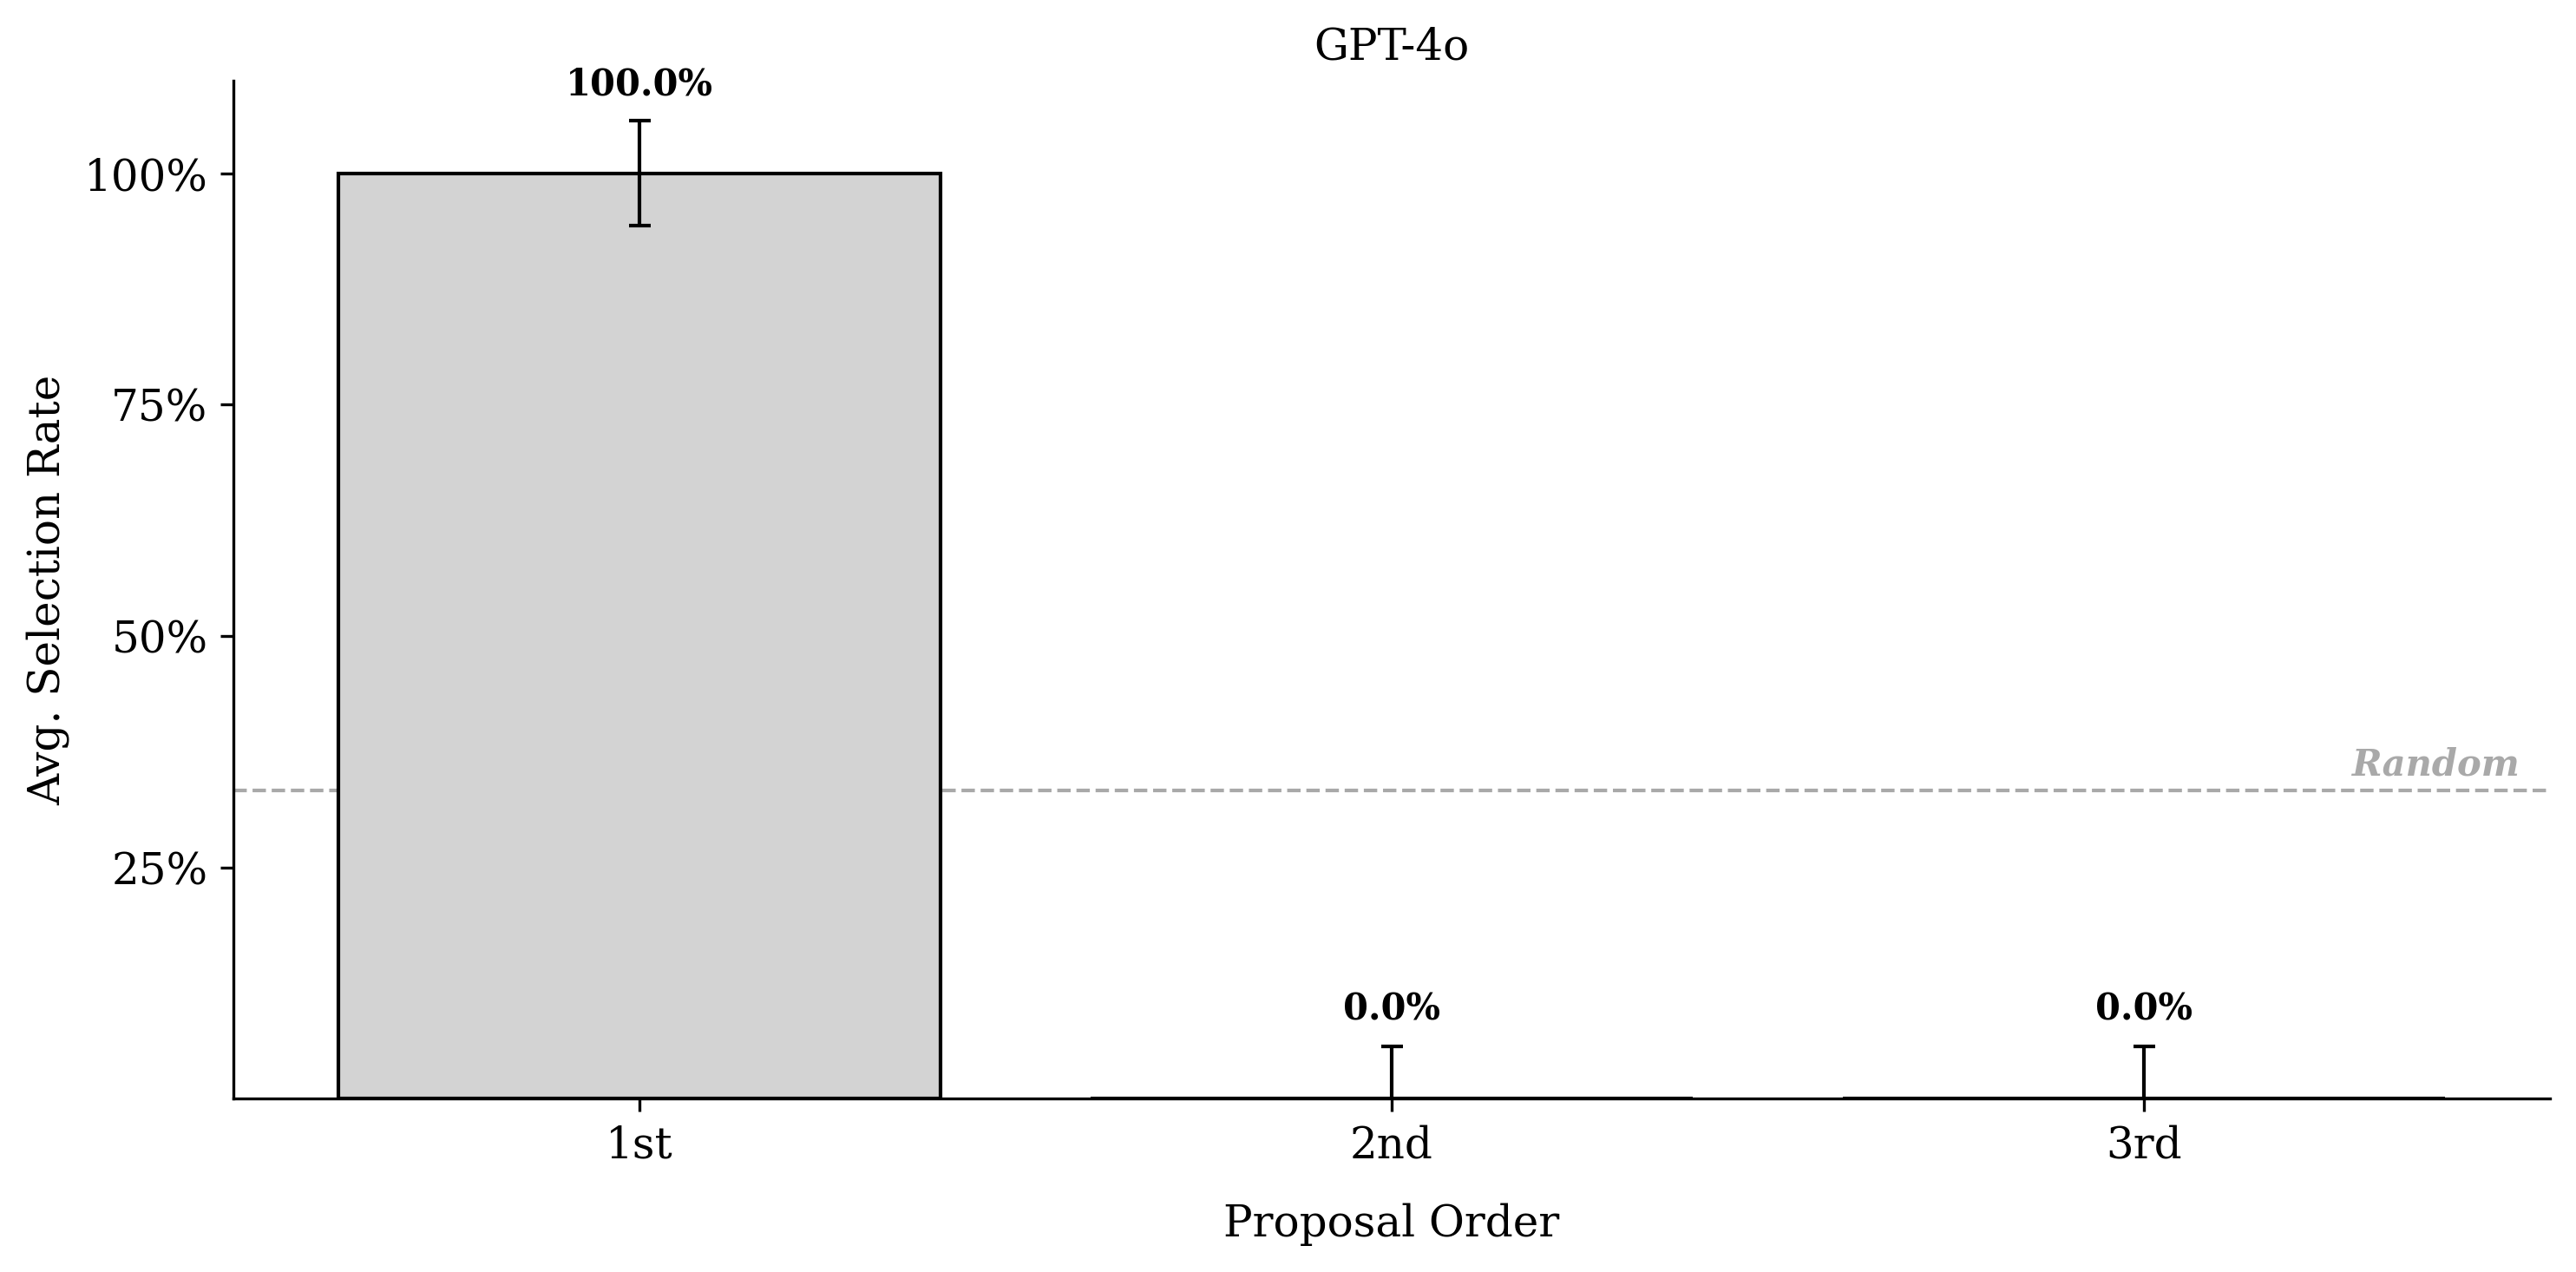 GPT-4o
100.0%
100%
75%
50%
25%
Avg. Selection Rate
Random
0.0%
0.0%
1st
2nd
3rd
Proposal Order